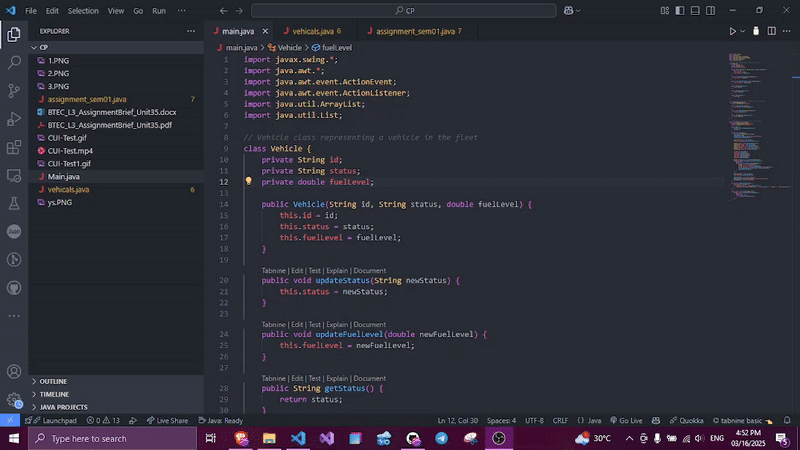 File Edit Selection View Go Run ··· CP
EXPLORER ···
CP
1.PNG
2.PNG
3.PNG
assignment_sem01.java 7
BTEC_L3_AssignmentBrief_Unit35.docx
BTEC_L3_AssignmentBrief_Unit35.pdf
CUI-Test.gif
CUI-Test.mp4
CUI-Test1.gif
Main.java
vehicals.java 6
ys.PNG
OUTLINE
TIMELINE
JAVA PROJECTS
main.java vehicals.java 6 assignment_sem01.java 7
main.java > Vehicle > fuelLevel
1 import javax.swing.*;
2 import java.awt.*;
3 import java.awt.event.ActionEvent;
4 import java.awt.event.ActionListener;
5 import java.util.ArrayList;
6 import java.util.List;
7
8 // Vehicle class representing a vehicle in the fleet
9 class Vehicle {
10 private String id;
11 private String status;
12 private double fuelLevel;
13
14 public Vehicle(String id, String status, double fuelLevel) {
15 this.id = id;
16 this.status = status;
17 this.fuelLevel = fuelLevel;
18 }
19
Tabnine | Edit | Test | Explain | Document
20 public void updateStatus(String newStatus) {
21 this.status = newStatus;
22 }
23
Tabnine | Edit | Test | Explain | Document
24 public void updateFuelLevel(double newFuelLevel) {
25 this.fuelLevel = newFuelLevel;
26 }
27
Tabnine | Edit | Test | Explain | Document
28 public String getStatus() {
29 return status;
30 }
Launchpad 0 13 Live Share Java: Ready Ln 12, Col 30 Spaces: 4 UTF-8 CRLF {} Java Go Live Quokka tabnine basic
Type here to search 30°C ENG 4:52 PM
03/16/2025 5